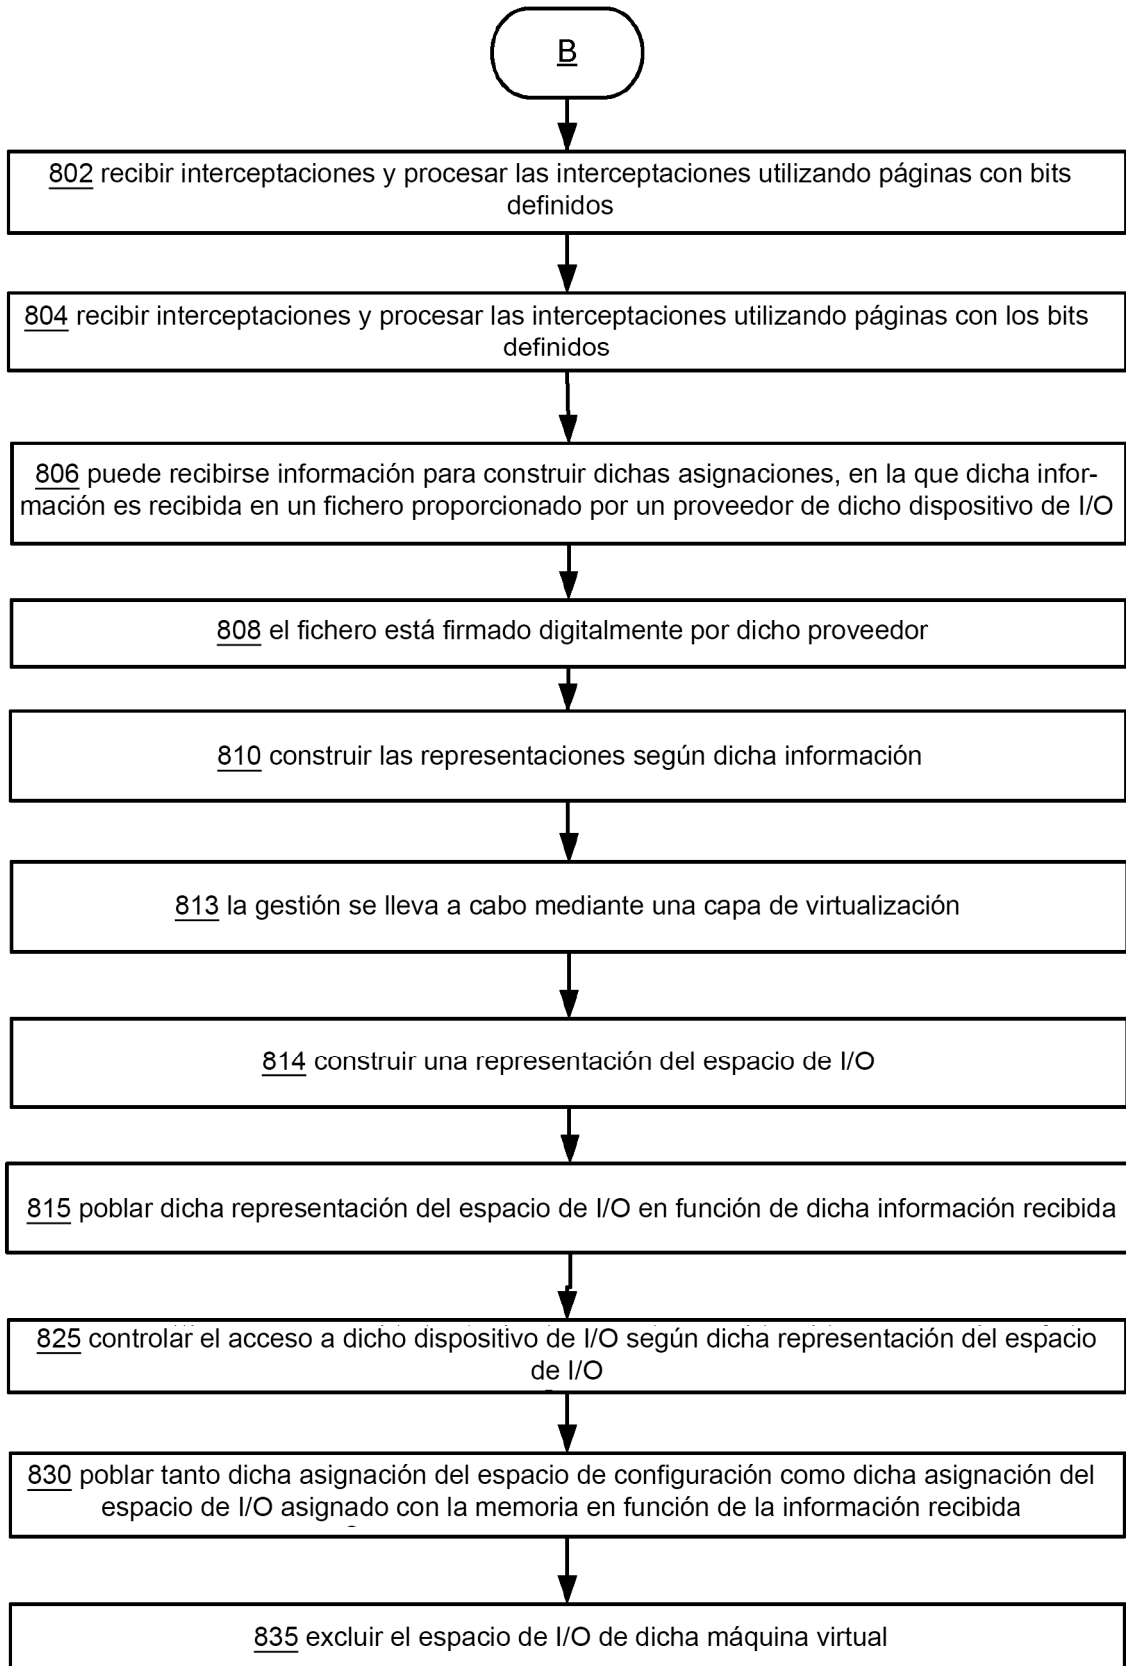 B
802 recibir interceptaciones y procesar las interceptaciones utilizando páginas con bits
definidos
804 recibir interceptaciones y procesar las interceptaciones utilizando páginas con los bits
definidos
806 puede recibirse información para construir dichas asignaciones, en la que dicha infor-
mación es recibida en un fichero proporcionado por un proveedor de dicho dispositivo de I/O
808 el fichero está firmado digitalmente por dicho proveedor
810 construir las representaciones según dicha información
813 la gestión se lleva a cabo mediante una capa de virtualización
814 construir una representación del espacio de I/O
815 poblar dicha representación del espacio de I/O en función de dicha información recibida
825 controlar el acceso a dicho dispositivo de I/O según dicha representación del espacio
de I/O
830 poblar tanto dicha asignación del espacio de configuración como dicha asignación del
espacio de I/O asignado con la memoria en función de la información recibida
835 excluir el espacio de I/O de dicha máquina virtual